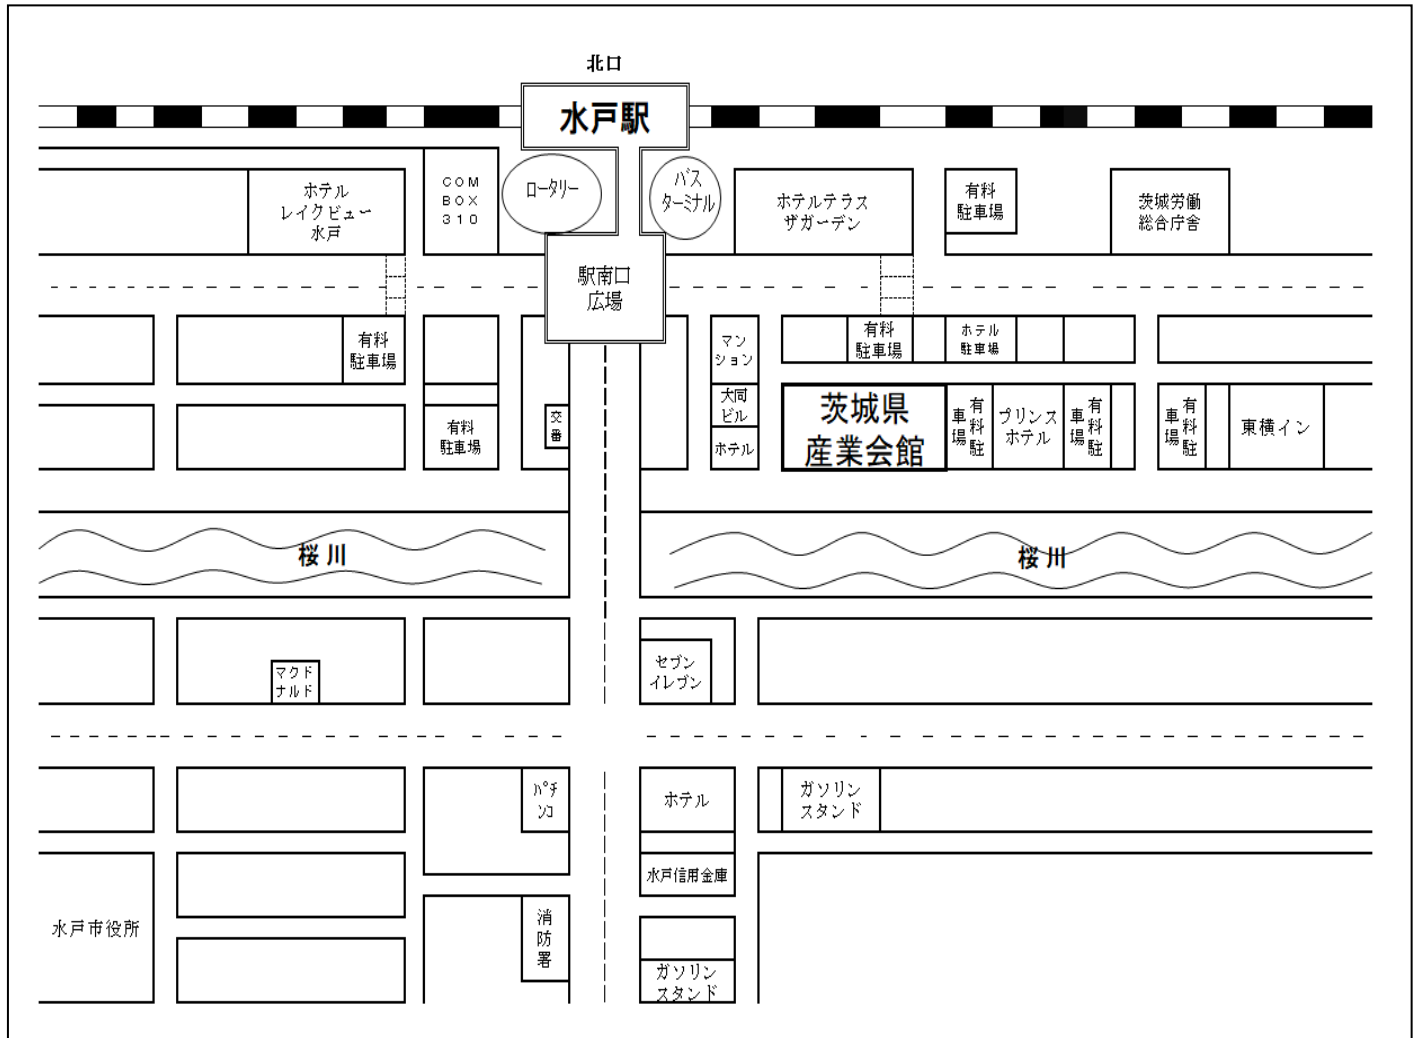 北口
水戸駅
ホテル
レイクビュー
水戸
COM
BOX
310
ロータリー
バス
ターミナル
ホテルテラス
ザガーデン
有料
駐車場
茨城労働
総合庁舎
駅南口
広場
有料
駐車場
マン
ション
有料
駐車場
ホテル
駐車場
有料
駐車場
交
番
大同
ビル
ホテル
茨城県
産業会館
有料駐
車場
プリンス
ホテル
有料駐
車場
有料駐
車場
東横イン
桜川
桜川
マクド
ナルド
セブン
イレブン
パチ
ンコ
ホテル
ガソリン
スタンド
水戸信用金庫
水戸市役所
消
防
署
ガソリン
スタンド